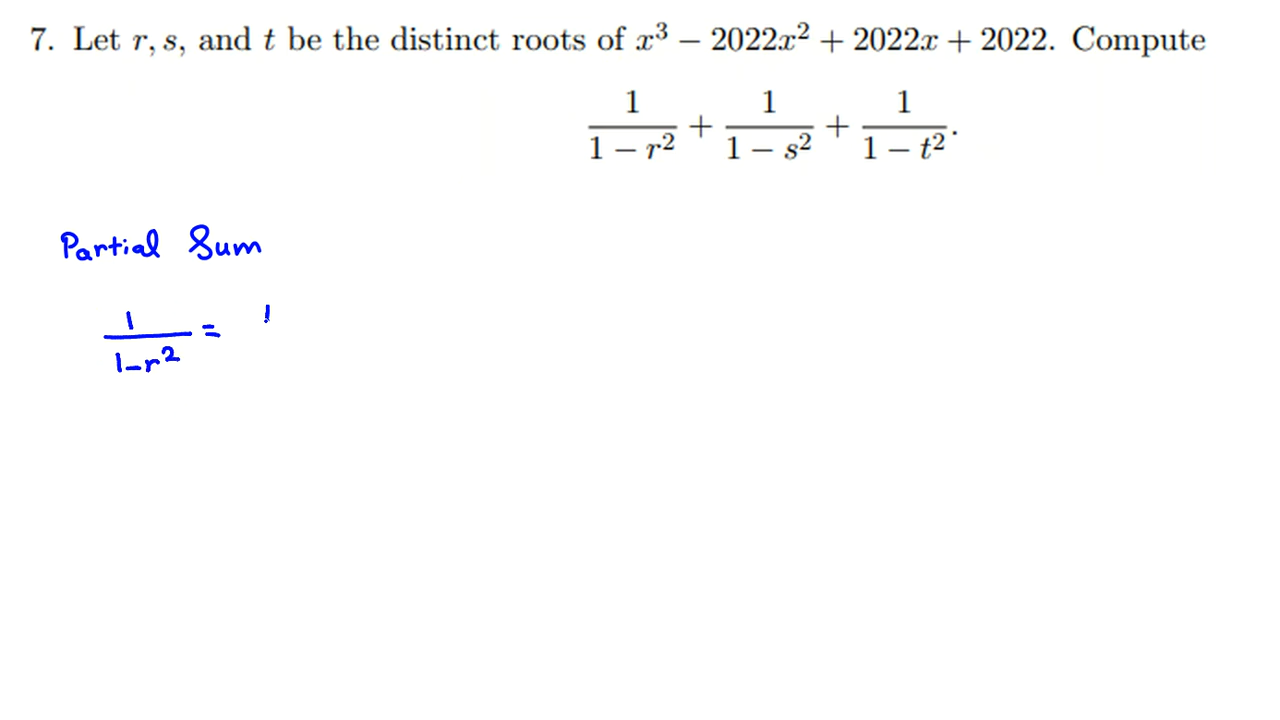 7. Let r, s, and t be the distinct roots of x³ − 2022x² + 2022x + 2022. Compute
1/(1 − r²) + 1/(1 − s²) + 1/(1 − t²).
Partial Sum
1/(1-r²) =